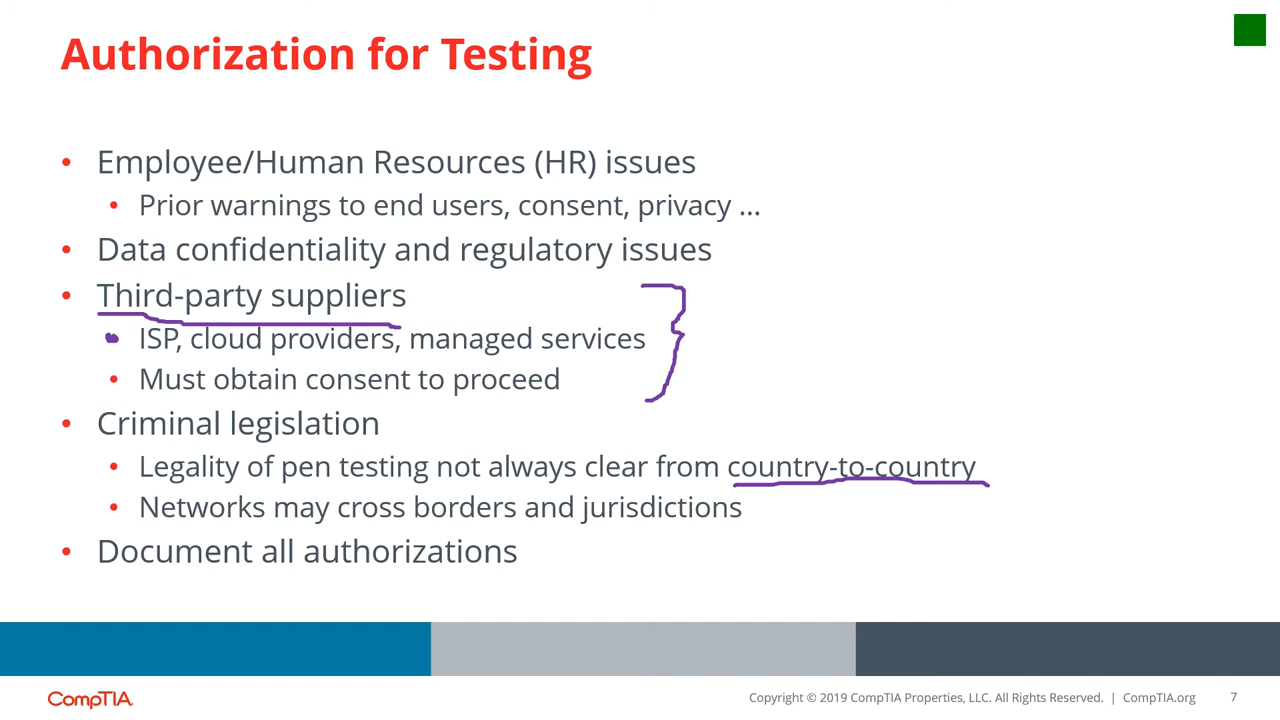 Authorization for Testing
• Employee/Human Resources (HR) issues
• Prior warnings to end users, consent, privacy ...
• Data confidentiality and regulatory issues
• Third-party suppliers
• ISP, cloud providers, managed services
• Must obtain consent to proceed
• Criminal legislation
• Legality of pen testing not always clear from country-to-country
• Networks may cross borders and jurisdictions
• Document all authorizations
CompTIA. Copyright © 2019 CompTIA Properties, LLC. All Rights Reserved. | CompTIA.org 7